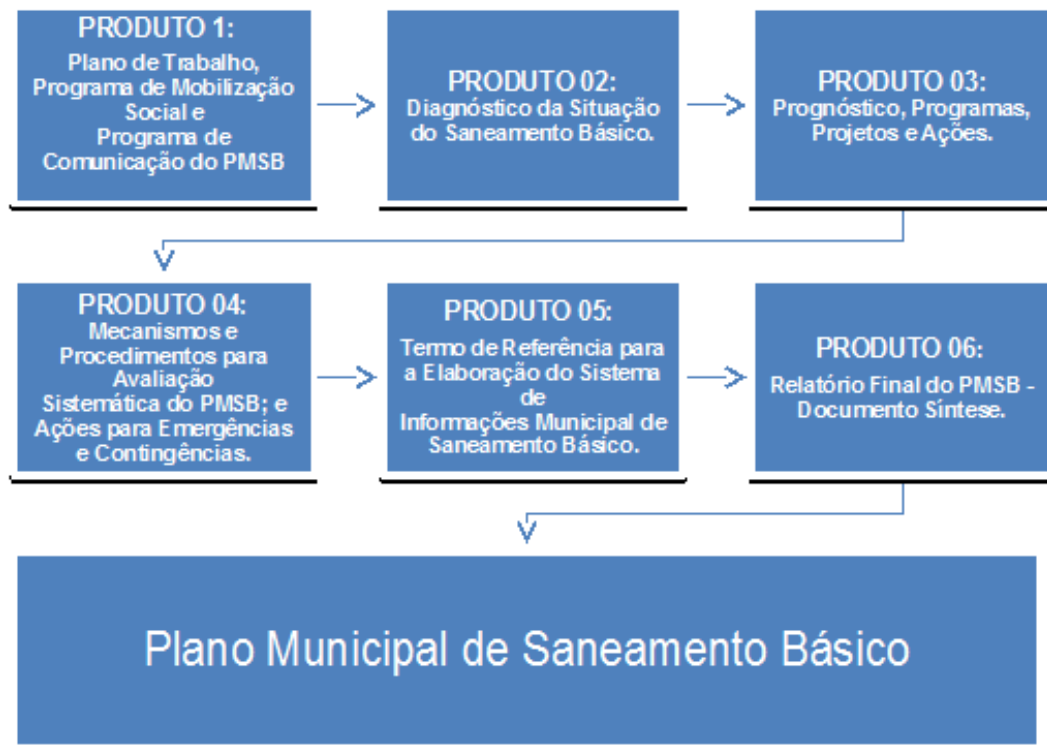 PRODUTO 1:
Plano de Trabalho,
Programa de Mobilização
Social e
Programa de
Comunicação do PMSB
PRODUTO 02:
Diagnóstico da Situação
do Saneamento Básico.
PRODUTO 03:
Prognóstico, Programas,
Projetos e Ações.
PRODUTO 04:
Mecanismos e
Procedimentos para
Avaliação
Sistemática do PMSB; e
Ações para Emergências
e Contingências.
PRODUTO 05:
Termo de Referência para
a Elaboração do Sistema
de
Informações Municipal de
Saneamento Básico.
PRODUTO 06:
Relatório Final do PMSB -
Documento Síntese.
Plano Municipal de Saneamento Básico